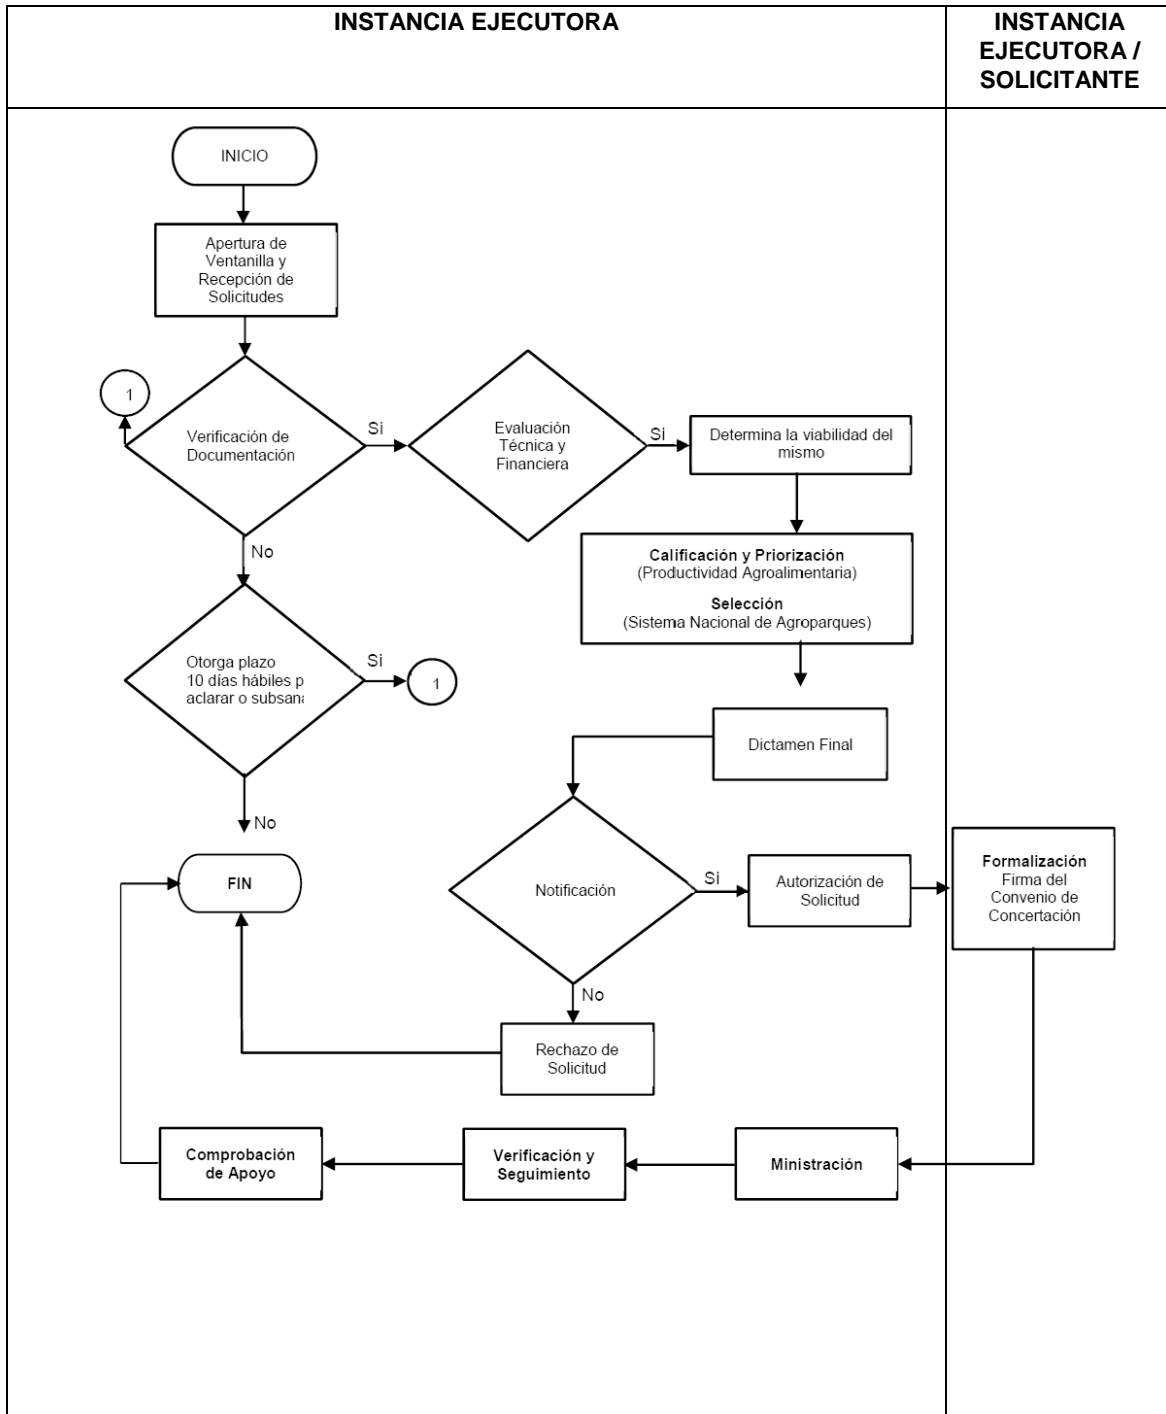 INSTANCIA EJECUTORA
INSTANCIA
EJECUTORA /
SOLICITANTE
INICIO
Apertura de
Ventanilla y
Recepción de
Solicitudes
1
Verificación de
Documentación
Si
Evaluación
Técnica y
Financiera
Si
Determina la viabilidad del
mismo
No
Calificación y Priorización
(Productividad Agroalimentaria)
Selección
(Sistema Nacional de Agroparques)
Otorga plazo
10 días hábiles p
aclarar o subsana
Si
1
No
Dictamen Final
FIN
Notificación
Si
Autorización de
Solicitud
Formalización
Firma del
Convenio de
Concertación
No
Rechazo de
Solicitud
Comprobación
de Apoyo
Verificación y
Seguimiento
Ministración